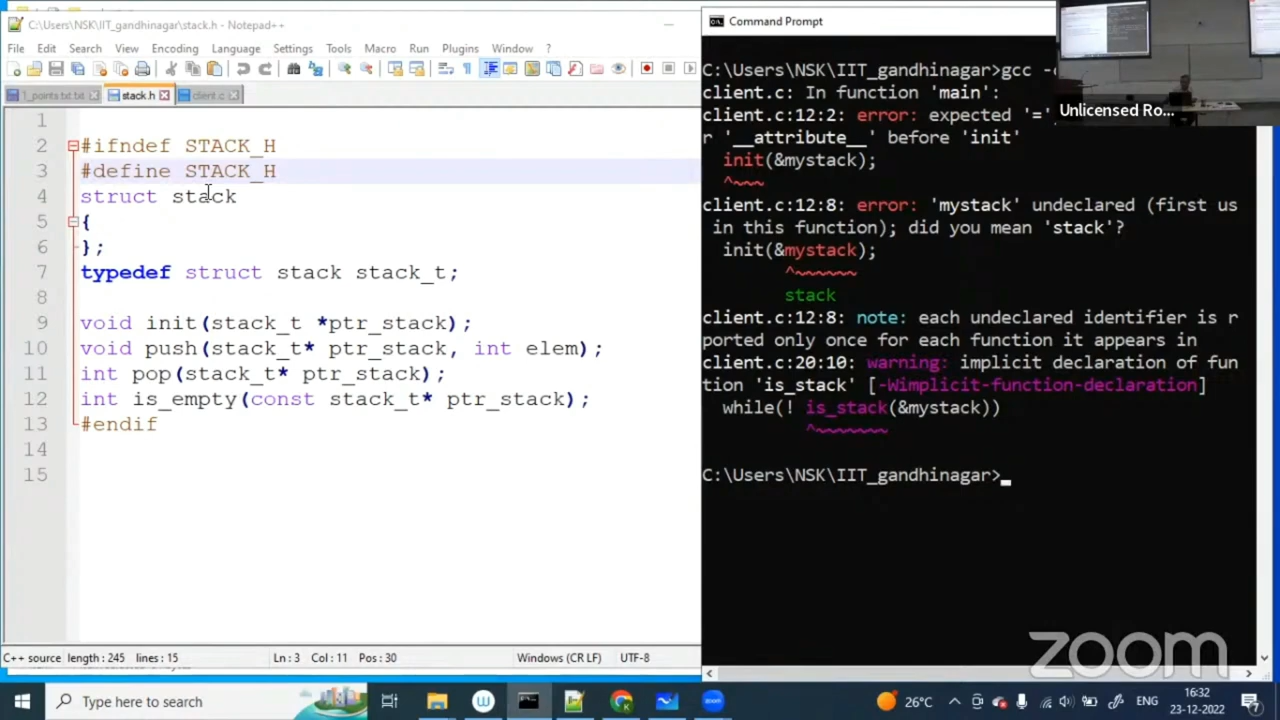 C:\Users\NSK\IIT_gandhinagar\stack.h - Notepad++
File Edit Search View Encoding Language Settings Tools Macro Run Plugins Window ?
1_points.txt.txt stack.h client.c
1
2 #ifndef STACK_H
3 #define STACK_H
4 struct stack
5 {
6 };
7 typedef struct stack stack_t;
8
9 void init(stack_t *ptr_stack);
10 void push(stack_t* ptr_stack, int elem);
11 int pop(stack_t* ptr_stack);
12 int is_empty(const stack_t* ptr_stack);
13 #endif
14
15
C++ source length : 245 lines : 15 Ln : 3 Col : 11 Pos : 30 Windows (CR LF) UTF-8
Command Prompt
C:\Users\NSK\IIT_gandhinagar>gcc
client.c: In function 'main':
client.c:12:2: error: expected '=',
r '__attribute__' before 'init'
init(&mystack);
^~~~
client.c:12:8: error: 'mystack' undeclared (first us
in this function); did you mean 'stack'?
init(&mystack);
^~~~~~~
stack
client.c:12:8: note: each undeclared identifier is r
ported only once for each function it appears in
client.c:20:10: warning: implicit declaration of fun
tion 'is_stack' [-Wimplicit-function-declaration]
while(! is_stack(&mystack))
^~~~~~~~
C:\Users\NSK\IIT_gandhinagar>_
Unlicensed Ro...
zoom
Type here to search
26°C ENG 16:32
23-12-2022 7